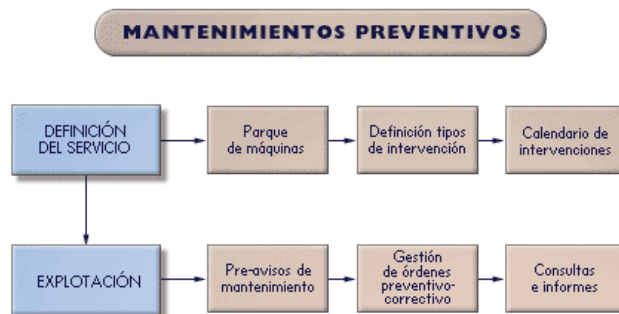 MANTENIMIENTOS PREVENTIVOS
DEFINICIÓN
DEL SERVICIO
Parque
de máquinas
Definición tipos
de intervención
Calendario de
intervenciones
EXPLOTACIÓN
Pre-avisos de
mantenimiento
Gestión
de órdenes
preventivo-
correctivo
Consultas
e informes